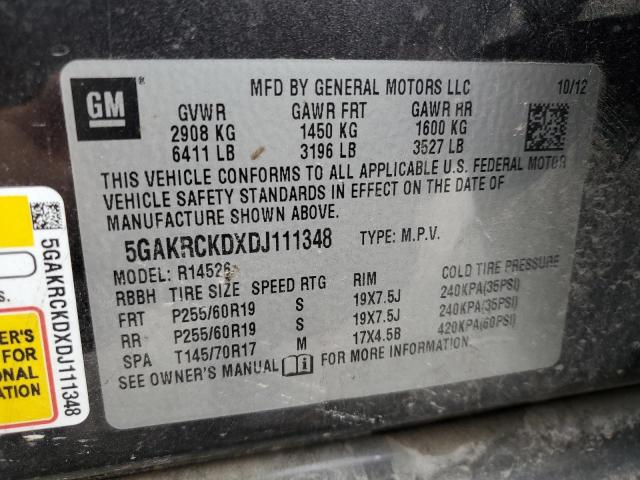 GM
MFD BY GENERAL MOTORS LLC 10/12
GVWR GAWR FRT GAWR RR
2908 KG 1450 KG 1600 KG
6411 LB 3196 LB 3527 LB
THIS VEHICLE CONFORMS TO ALL APPLICABLE U.S. FEDERAL MOTOR
VEHICLE SAFETY STANDARDS IN EFFECT ON THE DATE OF
MANUFACTURE SHOWN ABOVE.
5GAKRCKDXDJ111348 TYPE: M.P.V.
MODEL: R14526
RBBH TIRE SIZE SPEED RTG RIM COLD TIRE PRESSURE
FRT P255/60R19 S 19X7.5J 240KPA(35PSI)
RR P255/60R19 S 19X7.5J 240KPA(35PSI)
SPA T145/70R17 M 17X4.5B 420KPA(60PSI)
SEE OWNER'S MANUAL FOR MORE INFORMATION.
5GAKRCKDXDJ111348
s.
ER'S
FOR
ONAL
ATION